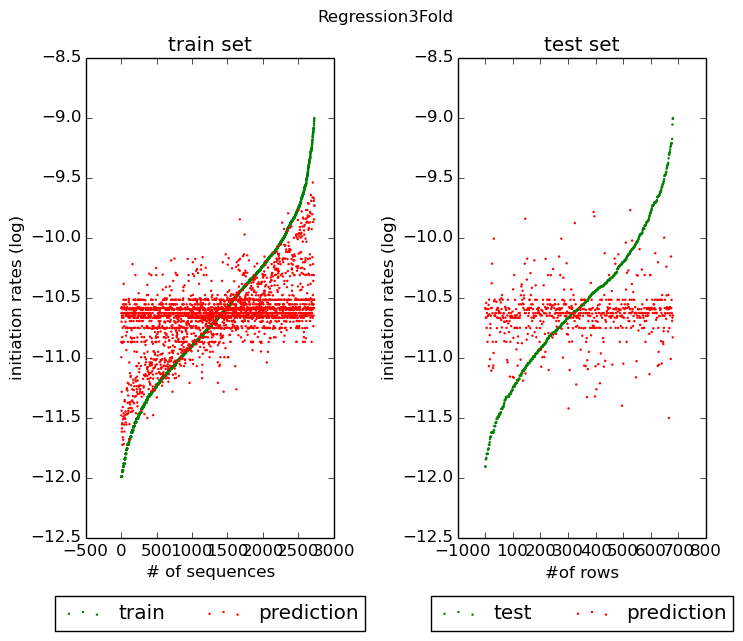 Regression3Fold
train set
test set
−8.5
−9.0
−9.5
−10.0
−10.5
−11.0
−11.5
−12.0
−12.5
initiation rates (log)
−500 0 500 1000 1500 2000 2500 3000
# of sequences
train prediction
−8.5
−9.0
−9.5
−10.0
−10.5
−11.0
−11.5
−12.0
−12.5
initiation rates (log)
−100 0 100 200 300 400 500 600 700 800
#of rows
test prediction